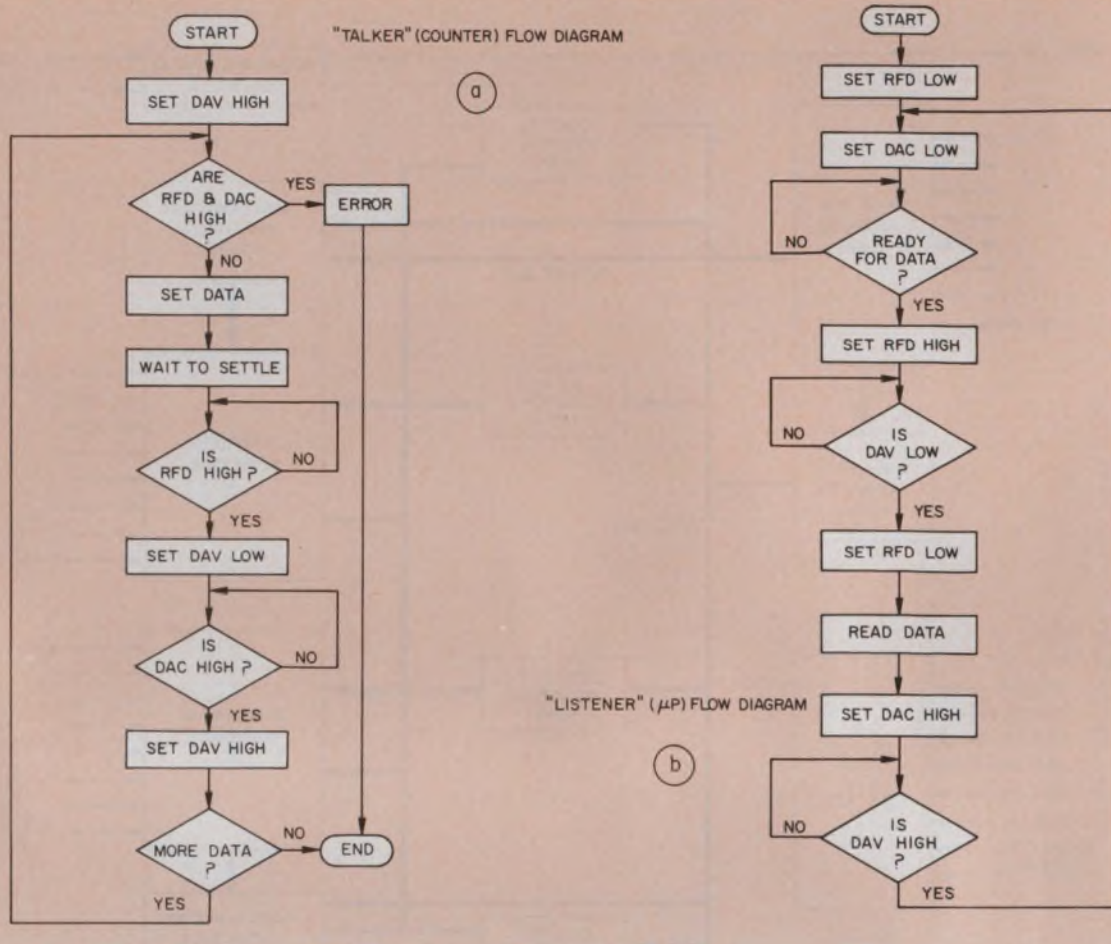 START
"TALKER" (COUNTER) FLOW DIAGRAM
a
SET DAV HIGH
ARE
RFD & DAC
HIGH
?
YES
ERROR
NO
SET DATA
WAIT TO SETTLE
IS
RFD HIGH ?
NO
YES
SET DAV LOW
IS
DAC HIGH ?
NO
YES
SET DAV HIGH
MORE DATA
?
NO
END
YES
START
SET RFD LOW
SET DAC LOW
READY
FOR DATA
?
NO
YES
SET RFD HIGH
IS
DAV LOW
?
NO
YES
SET RFD LOW
READ DATA
"LISTENER" (μP) FLOW DIAGRAM
b
SET DAC HIGH
IS
DAV HIGH
?
NO
YES